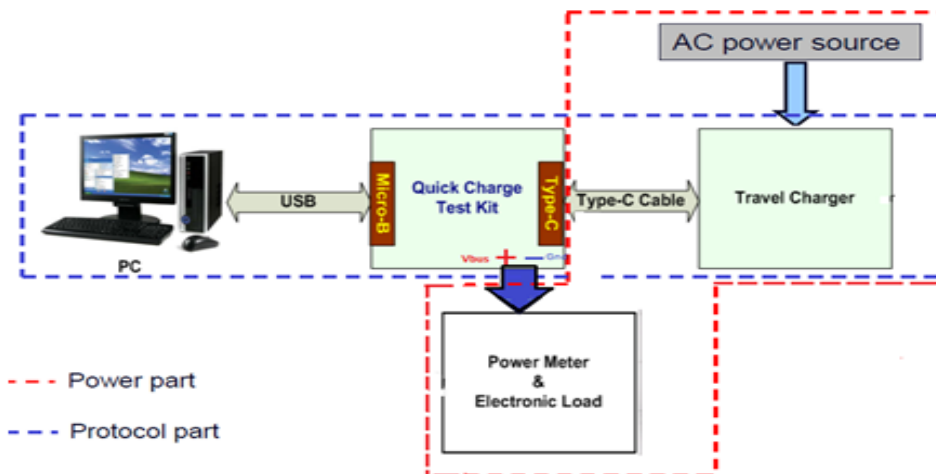 AC power source
Micro-B
Quick Charge
Test Kit
Type-C
USB
Type-C Cable
Travel Charger
PC
Vbus
Power Meter
&
Electronic Load
Power part
Protocol part